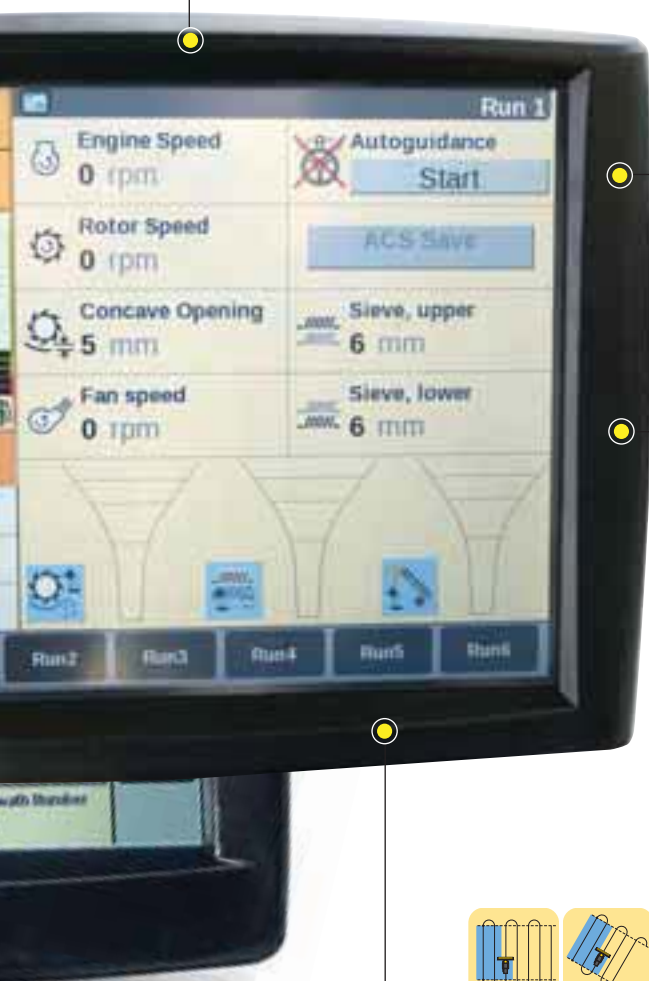 Run 1
Engine Speed
0 rpm
Autoguidance
Start
Rotor Speed
0 rpm
ACS Save
Concave Opening
5 mm
Sieve, upper
6 mm
Fan speed
0 rpm
Sieve, lower
6 mm
Run2 Run3 Run4 Run5 Run6
wath Number